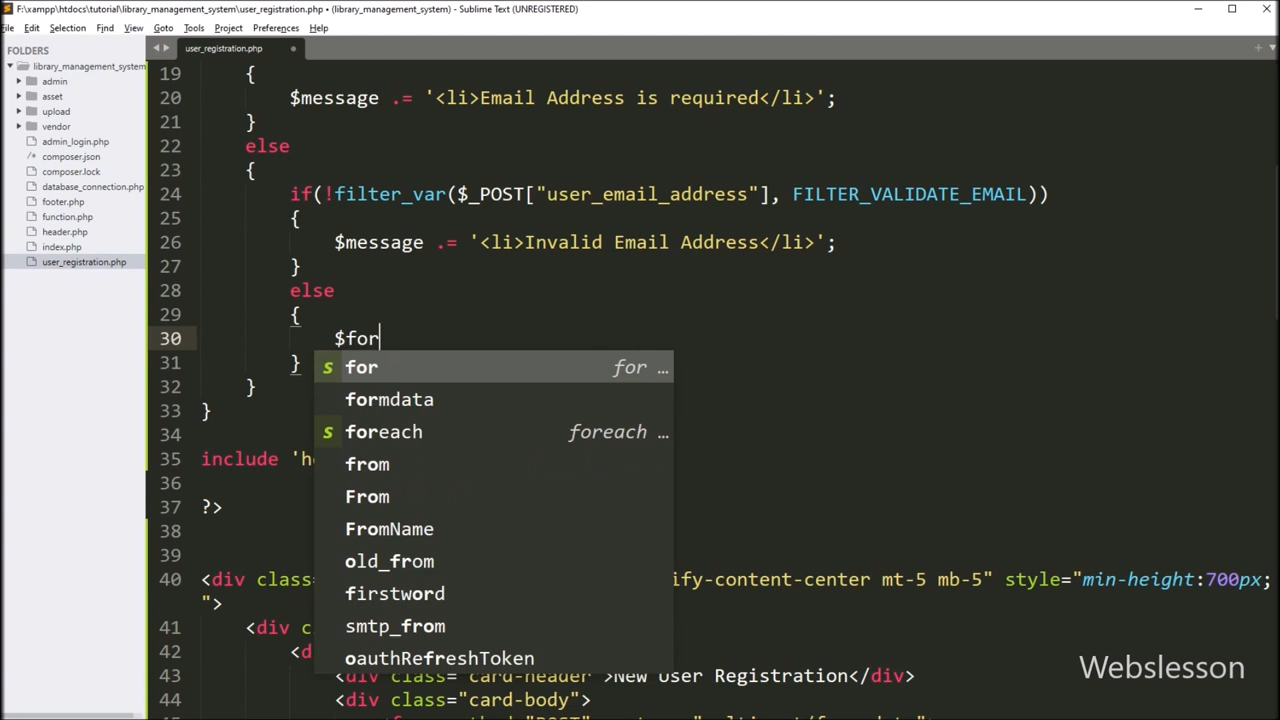 F:\xampp\htdocs\tutorial\library_management_system\user_registration.php • (library_management_system) - Sublime Text (UNREGISTERED)
File Edit Selection Find View Goto Tools Project Preferences Help
FOLDERS
library_management_system
admin
asset
upload
vendor
admin_login.php
composer.json
composer.lock
database_connection.php
footer.php
function.php
header.php
index.php
user_registration.php
user_registration.php
19 {
20 $message .= '<li>Email Address is required</li>';
21 }
22 else
23 {
24 if(!filter_var($_POST["user_email_address"], FILTER_VALIDATE_EMAIL))
25 {
26 $message .= '<li>Invalid Email Address</li>';
27 }
28 else
29 {
30 $for
31 }
32 }
33 }
34
35 include 'he
36
37 ?>
38
39
40 <div class= ify-content-center mt-5 mb-5" style="min-height:700px;
">
41 <div c
42 <d
43 <div class="card-header">New User Registration</div>
44 <div class="card-body">
for for …
formdata
foreach foreach …
from
From
FromName
old_from
firstword
smtp_from
oauthRefreshToken
Webslesson